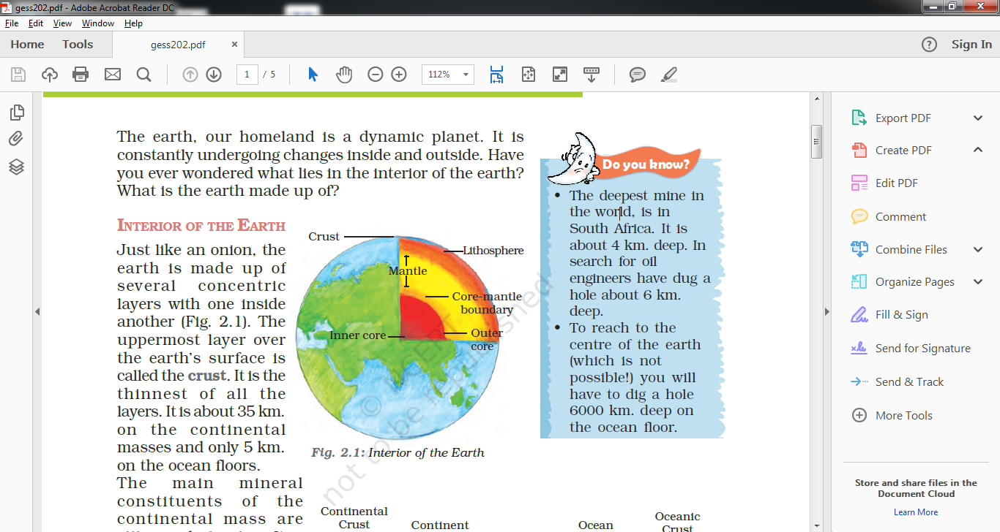 gess202.pdf - Adobe Acrobat Reader DC
File Edit View Window Help
Home Tools gess202.pdf × Sign In
1 / 5 112%
The earth, our homeland is a dynamic planet. It is
constantly undergoing changes inside and outside. Have
you ever wondered what lies in the interior of the earth?
What is the earth made up of?
INTERIOR OF THE EARTH
Just like an onion, the
earth is made up of
several concentric
layers with one inside
another (Fig. 2.1). The
uppermost layer over
the earth's surface is
called the crust. It is the
thinnest of all the
layers. It is about 35 km.
on the continental
masses and only 5 km.
on the ocean floors.
The main mineral
constituents of the
continental mass are
Crust
Lithosphere
Mantle
Core-mantle
boundary
Inner core
Outer
core
Fig. 2.1: Interior of the Earth
© NCERT
not to be republished
Continental
Crust
Continent
Ocean
Oceanic
Crust
Do you know?
• The deepest mine in
the world, is in
South Africa. It is
about 4 km. deep. In
search for oil
engineers have dug a
hole about 6 km.
deep.
• To reach to the
centre of the earth
(which is not
possible!) you will
have to dig a hole
6000 km. deep on
the ocean floor.
Export PDF
Create PDF
Edit PDF
Comment
Combine Files
Organize Pages
Fill & Sign
Send for Signature
Send & Track
More Tools
Store and share files in the
Document Cloud
Learn More